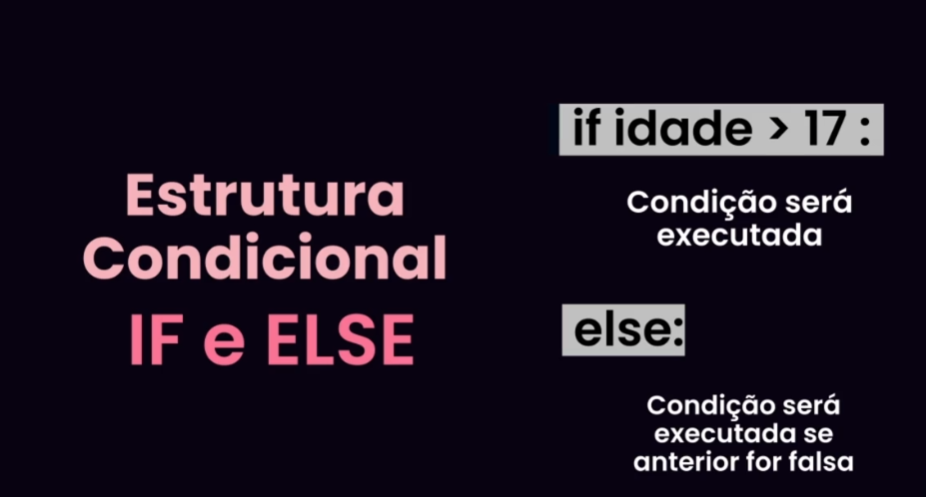 Estrutura
Condicional
IF e ELSE
if idade > 17 :
Condição será
executada
else:
Condição será
executada se
anterior for falsa